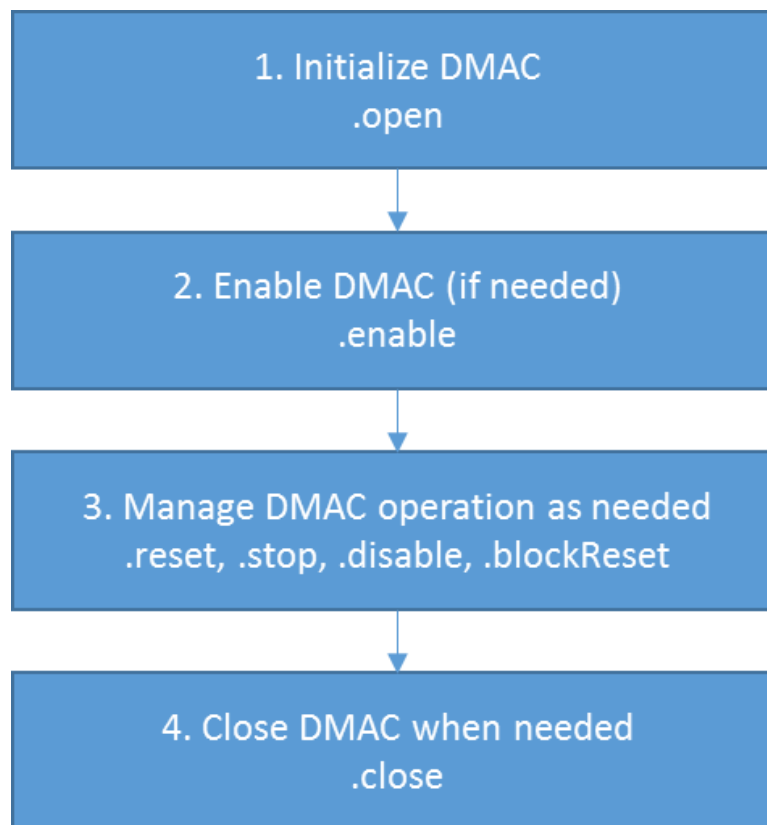 1. Initialize DMAC
.open
2. Enable DMAC (if needed)
.enable
3. Manage DMAC operation as needed
.reset, .stop, .disable, .blockReset
4. Close DMAC when needed
.close